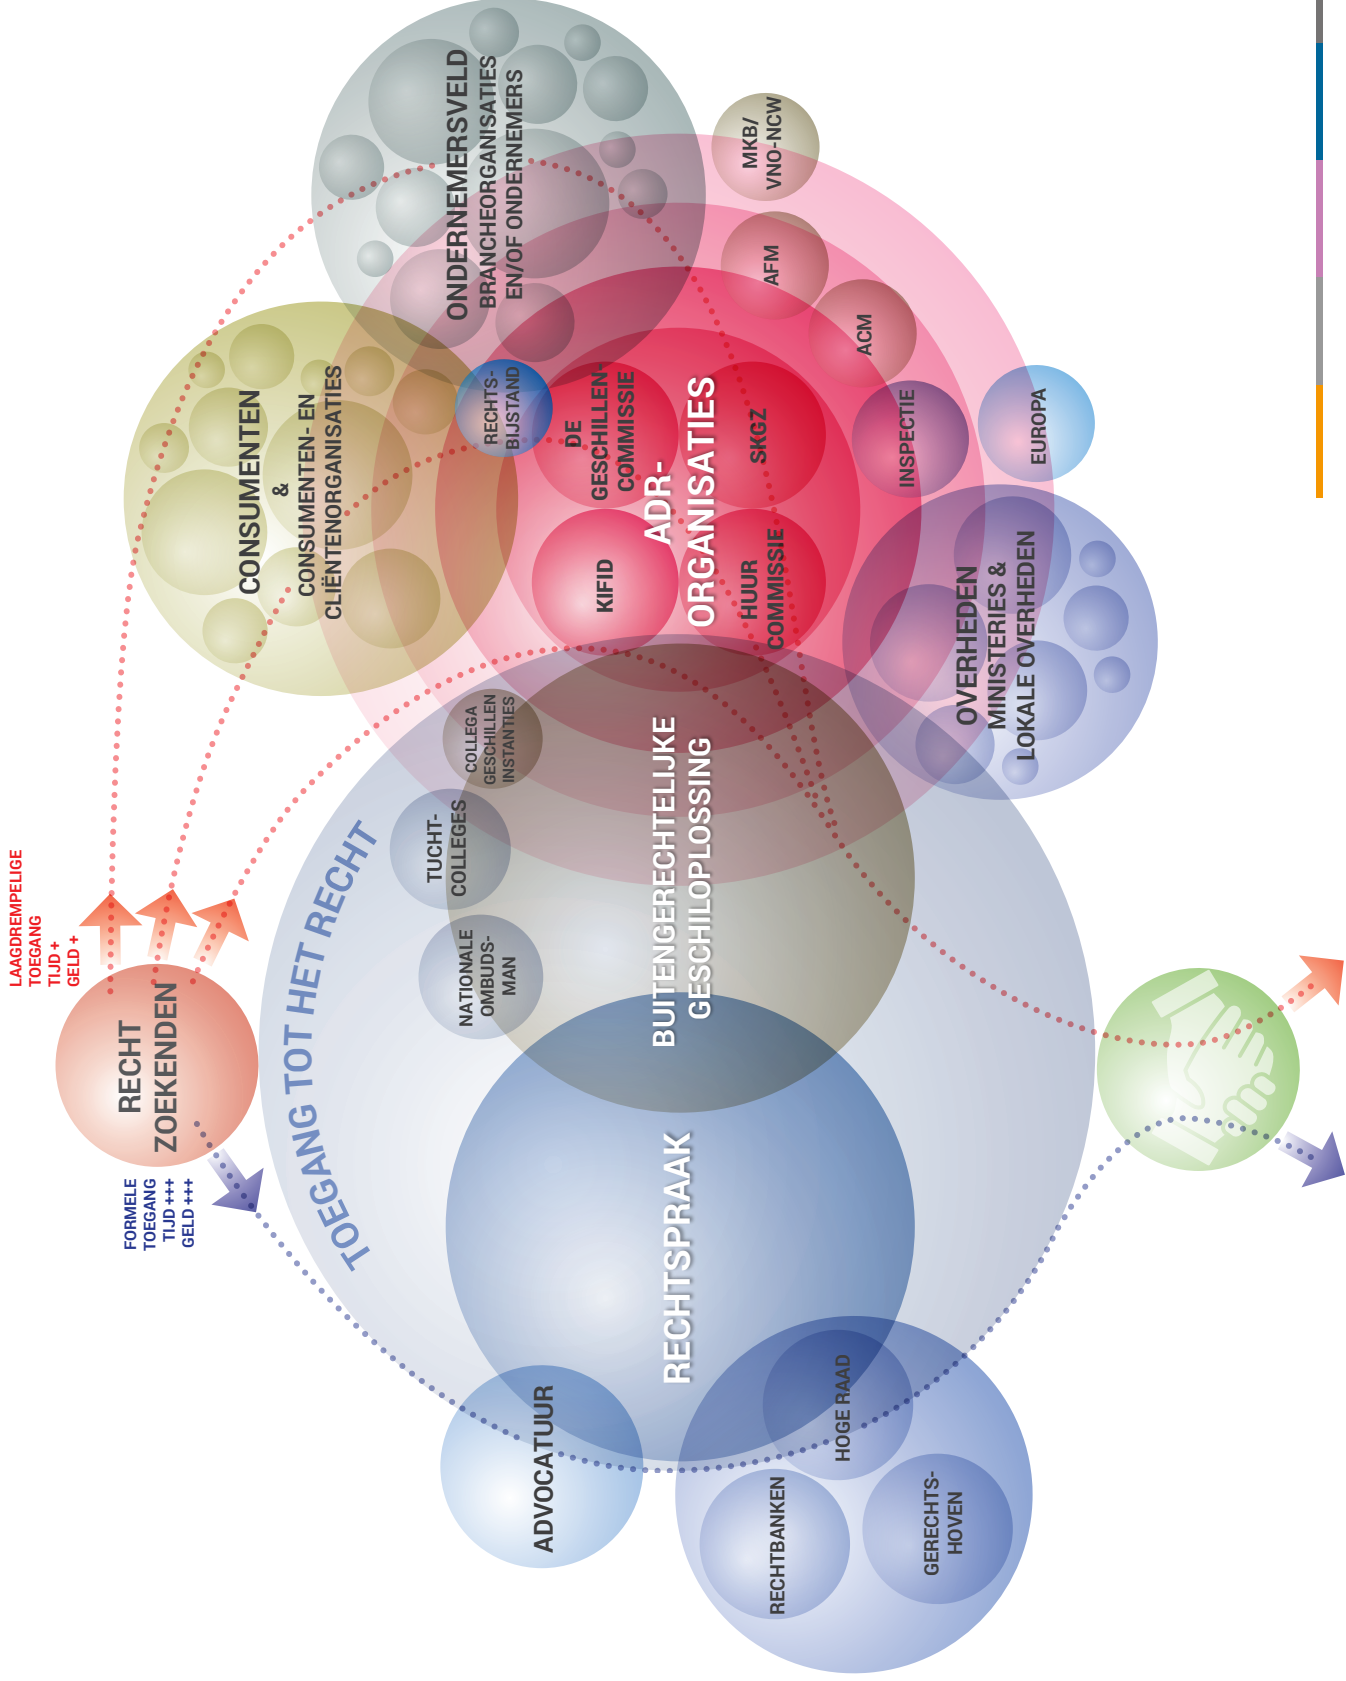 RECHT
ZOEKENDEN
FORMELE
TOEGANG
TIJD +++
GELD +++
LAAGDREMPELIGE
TOEGANG
TIJD +
GELD +
TOEGANG TOT HET RECHT
ADVOCATUUR
RECHTSPRAAK
RECHTBANKEN
HOGE RAAD
GERECHTS-
HOVEN
NATIONALE
OMBUDS-
MAN
TUCHT-
COLLEGES
COLLEGA
GESCHILLEN
INSTANTIES
BUITENGERECHTELIJKE
GESCHILOPLOSSING
CONSUMENTEN
&
CONSUMENTEN- EN
CLIËNTENORGANISATIES
ONDERNEMERSVELD
BRANCHEORGANISATIES
EN/OF ONDERNEMERS
RECHTS-
BIJSTAND
KIFID
DE
GESCHILLEN-
COMMISSIE
ADR-
ORGANISATIES
HUUR
COMMISSIE
SKGZ
MKB/
VNO-NCW
AFM
ACM
INSPECTIE
EUROPA
OVERHEDEN
MINISTERIES &
LOKALE OVERHEDEN